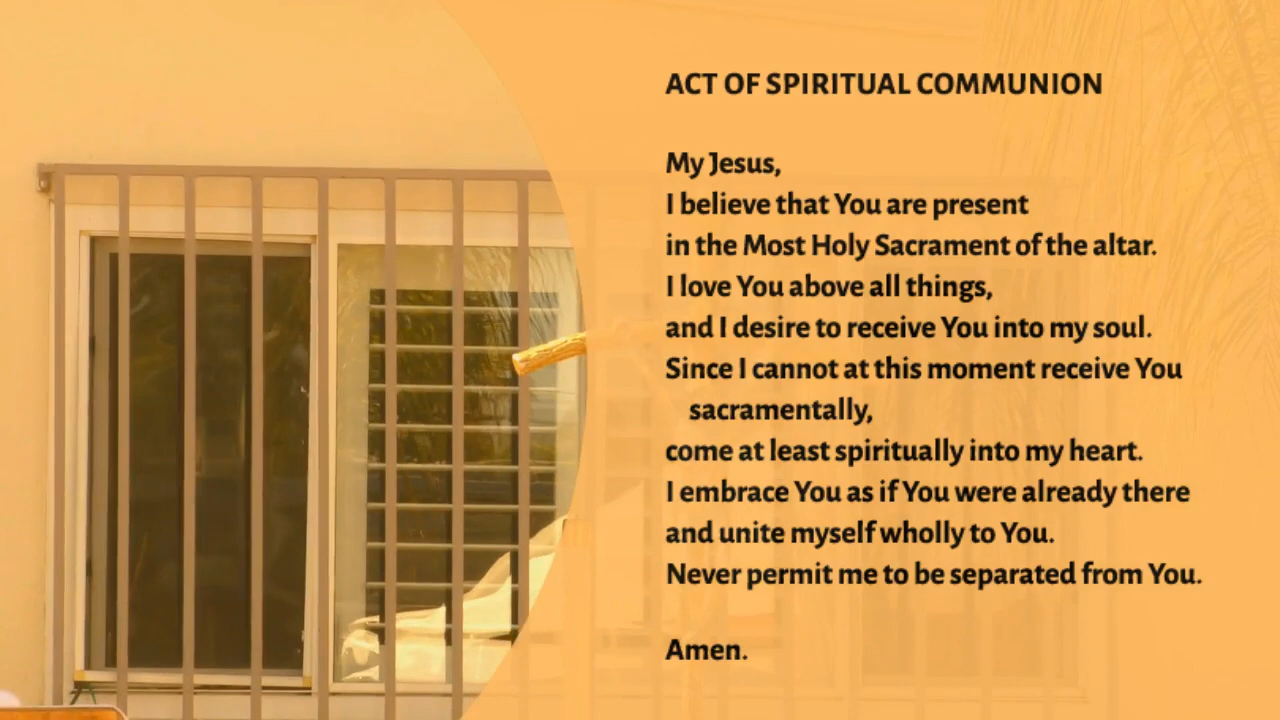 ACT OF SPIRITUAL COMMUNION
My Jesus,
I believe that You are present
in the Most Holy Sacrament of the altar.
I love You above all things,
and I desire to receive You into my soul.
Since I cannot at this moment receive You
sacramentally,
come at least spiritually into my heart.
I embrace You as if You were already there
and unite myself wholly to You.
Never permit me to be separated from You.
Amen.